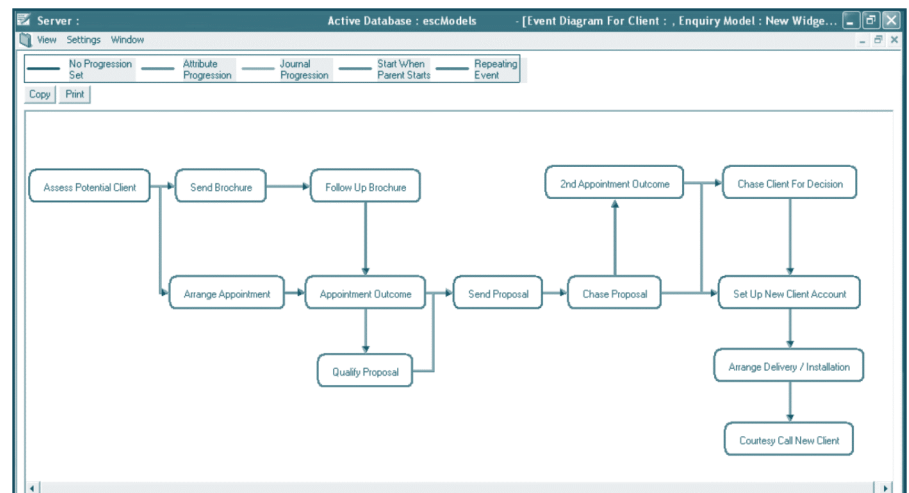 Server :
Active Database : escModels
- [Event Diagram For Client : , Enquiry Model : New Widge...
View Settings Window
No Progression
Set
Attribute
Progression
Journal
Progression
Start When
Parent Starts
Repeating
Event
Copy Print
2nd Appointment Outcome
Chase Client For Decision
Assess Potential Client
Send Brochure
Follow Up Brochure
Arrange Appointment
Appointment Outcome
Send Proposal
Chase Proposal
Set Up New Client Account
Qualify Proposal
Arrange Delivery / Installation
Courtesy Call New Client